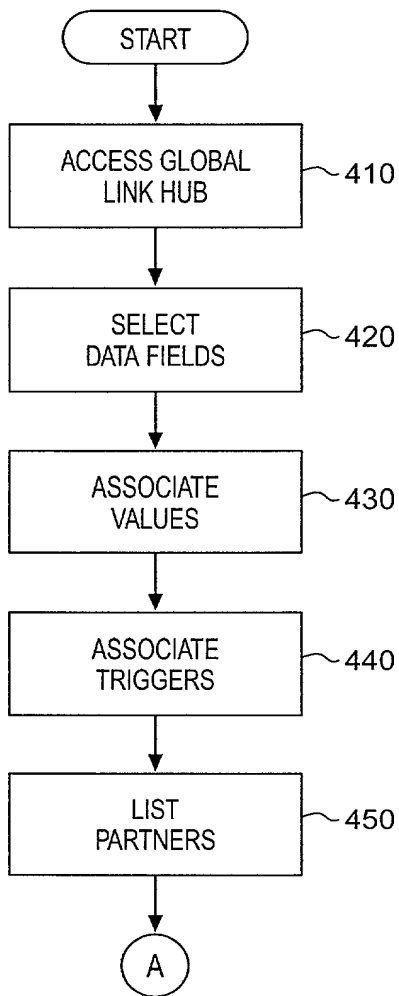 START
ACCESS GLOBAL
LINK HUB
410
SELECT
DATA FIELDS
420
ASSOCIATE
VALUES
430
ASSOCIATE
TRIGGERS
440
LIST
PARTNERS
450
A